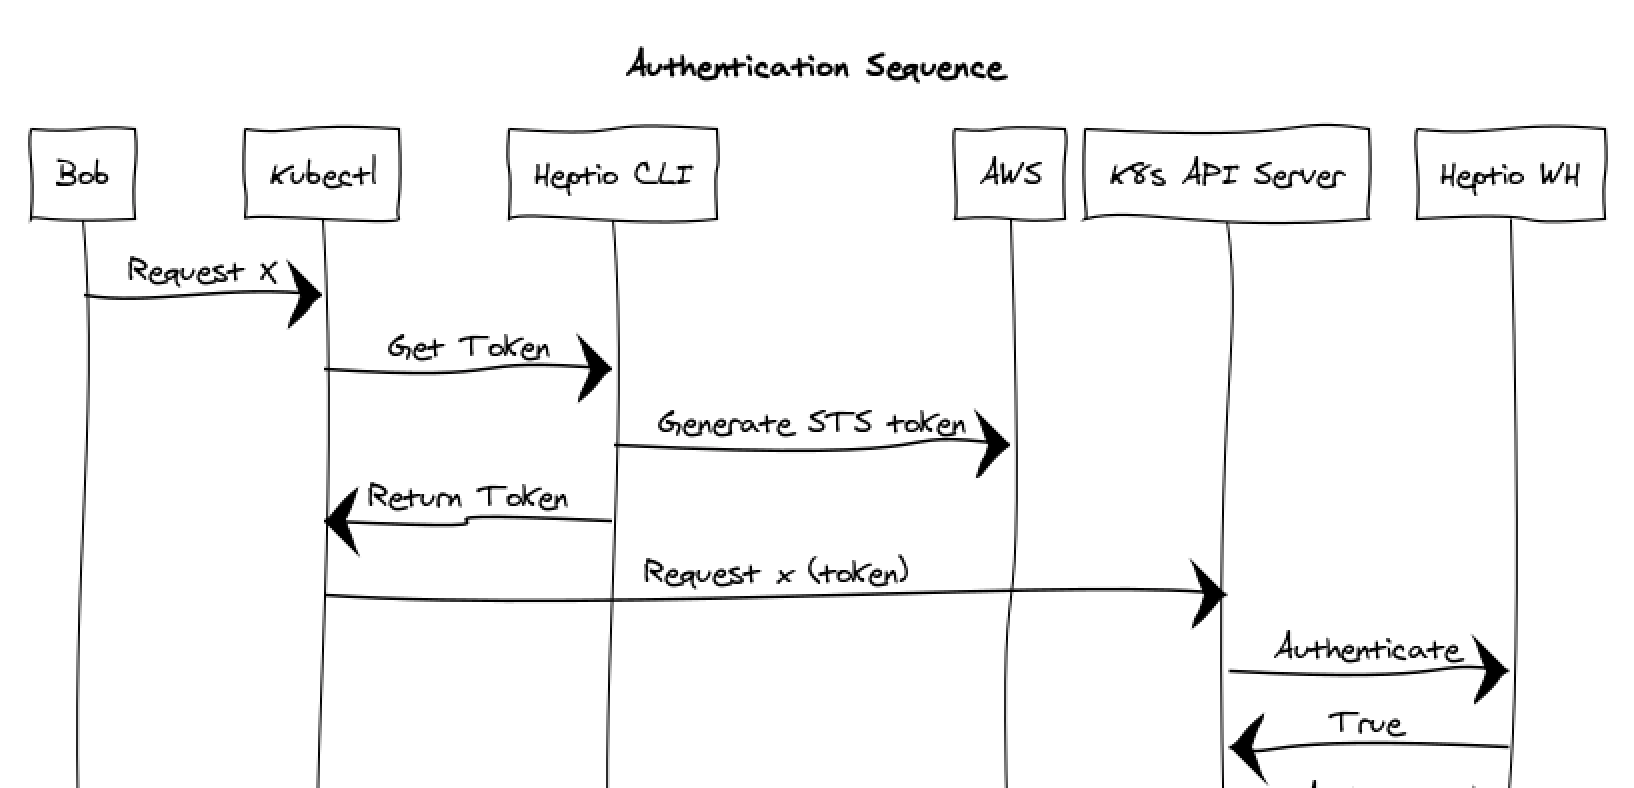 Authentication Sequence
Bob
Kubectl
Heptio CLI
AWS
K8s API Server
Heptio WH
Request X
Get Token
Generate STS token
Return Token
Request x (token)
Authenticate
True